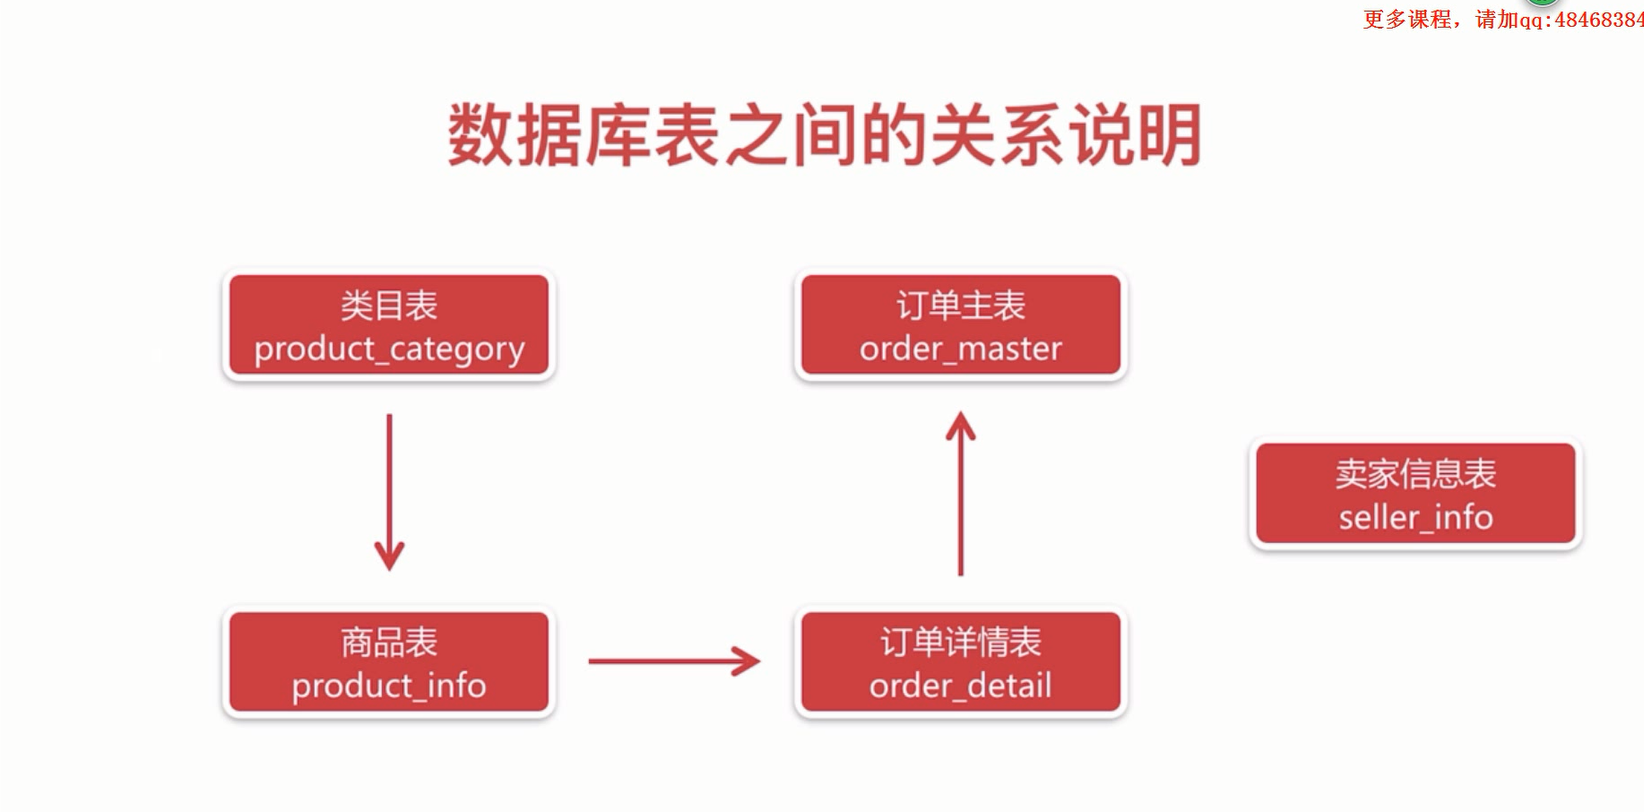 更多课程，请加qq:48468384
数据库表之间的关系说明
类目表
product_category
订单主表
order_master
卖家信息表
seller_info
商品表
product_info
订单详情表
order_detail